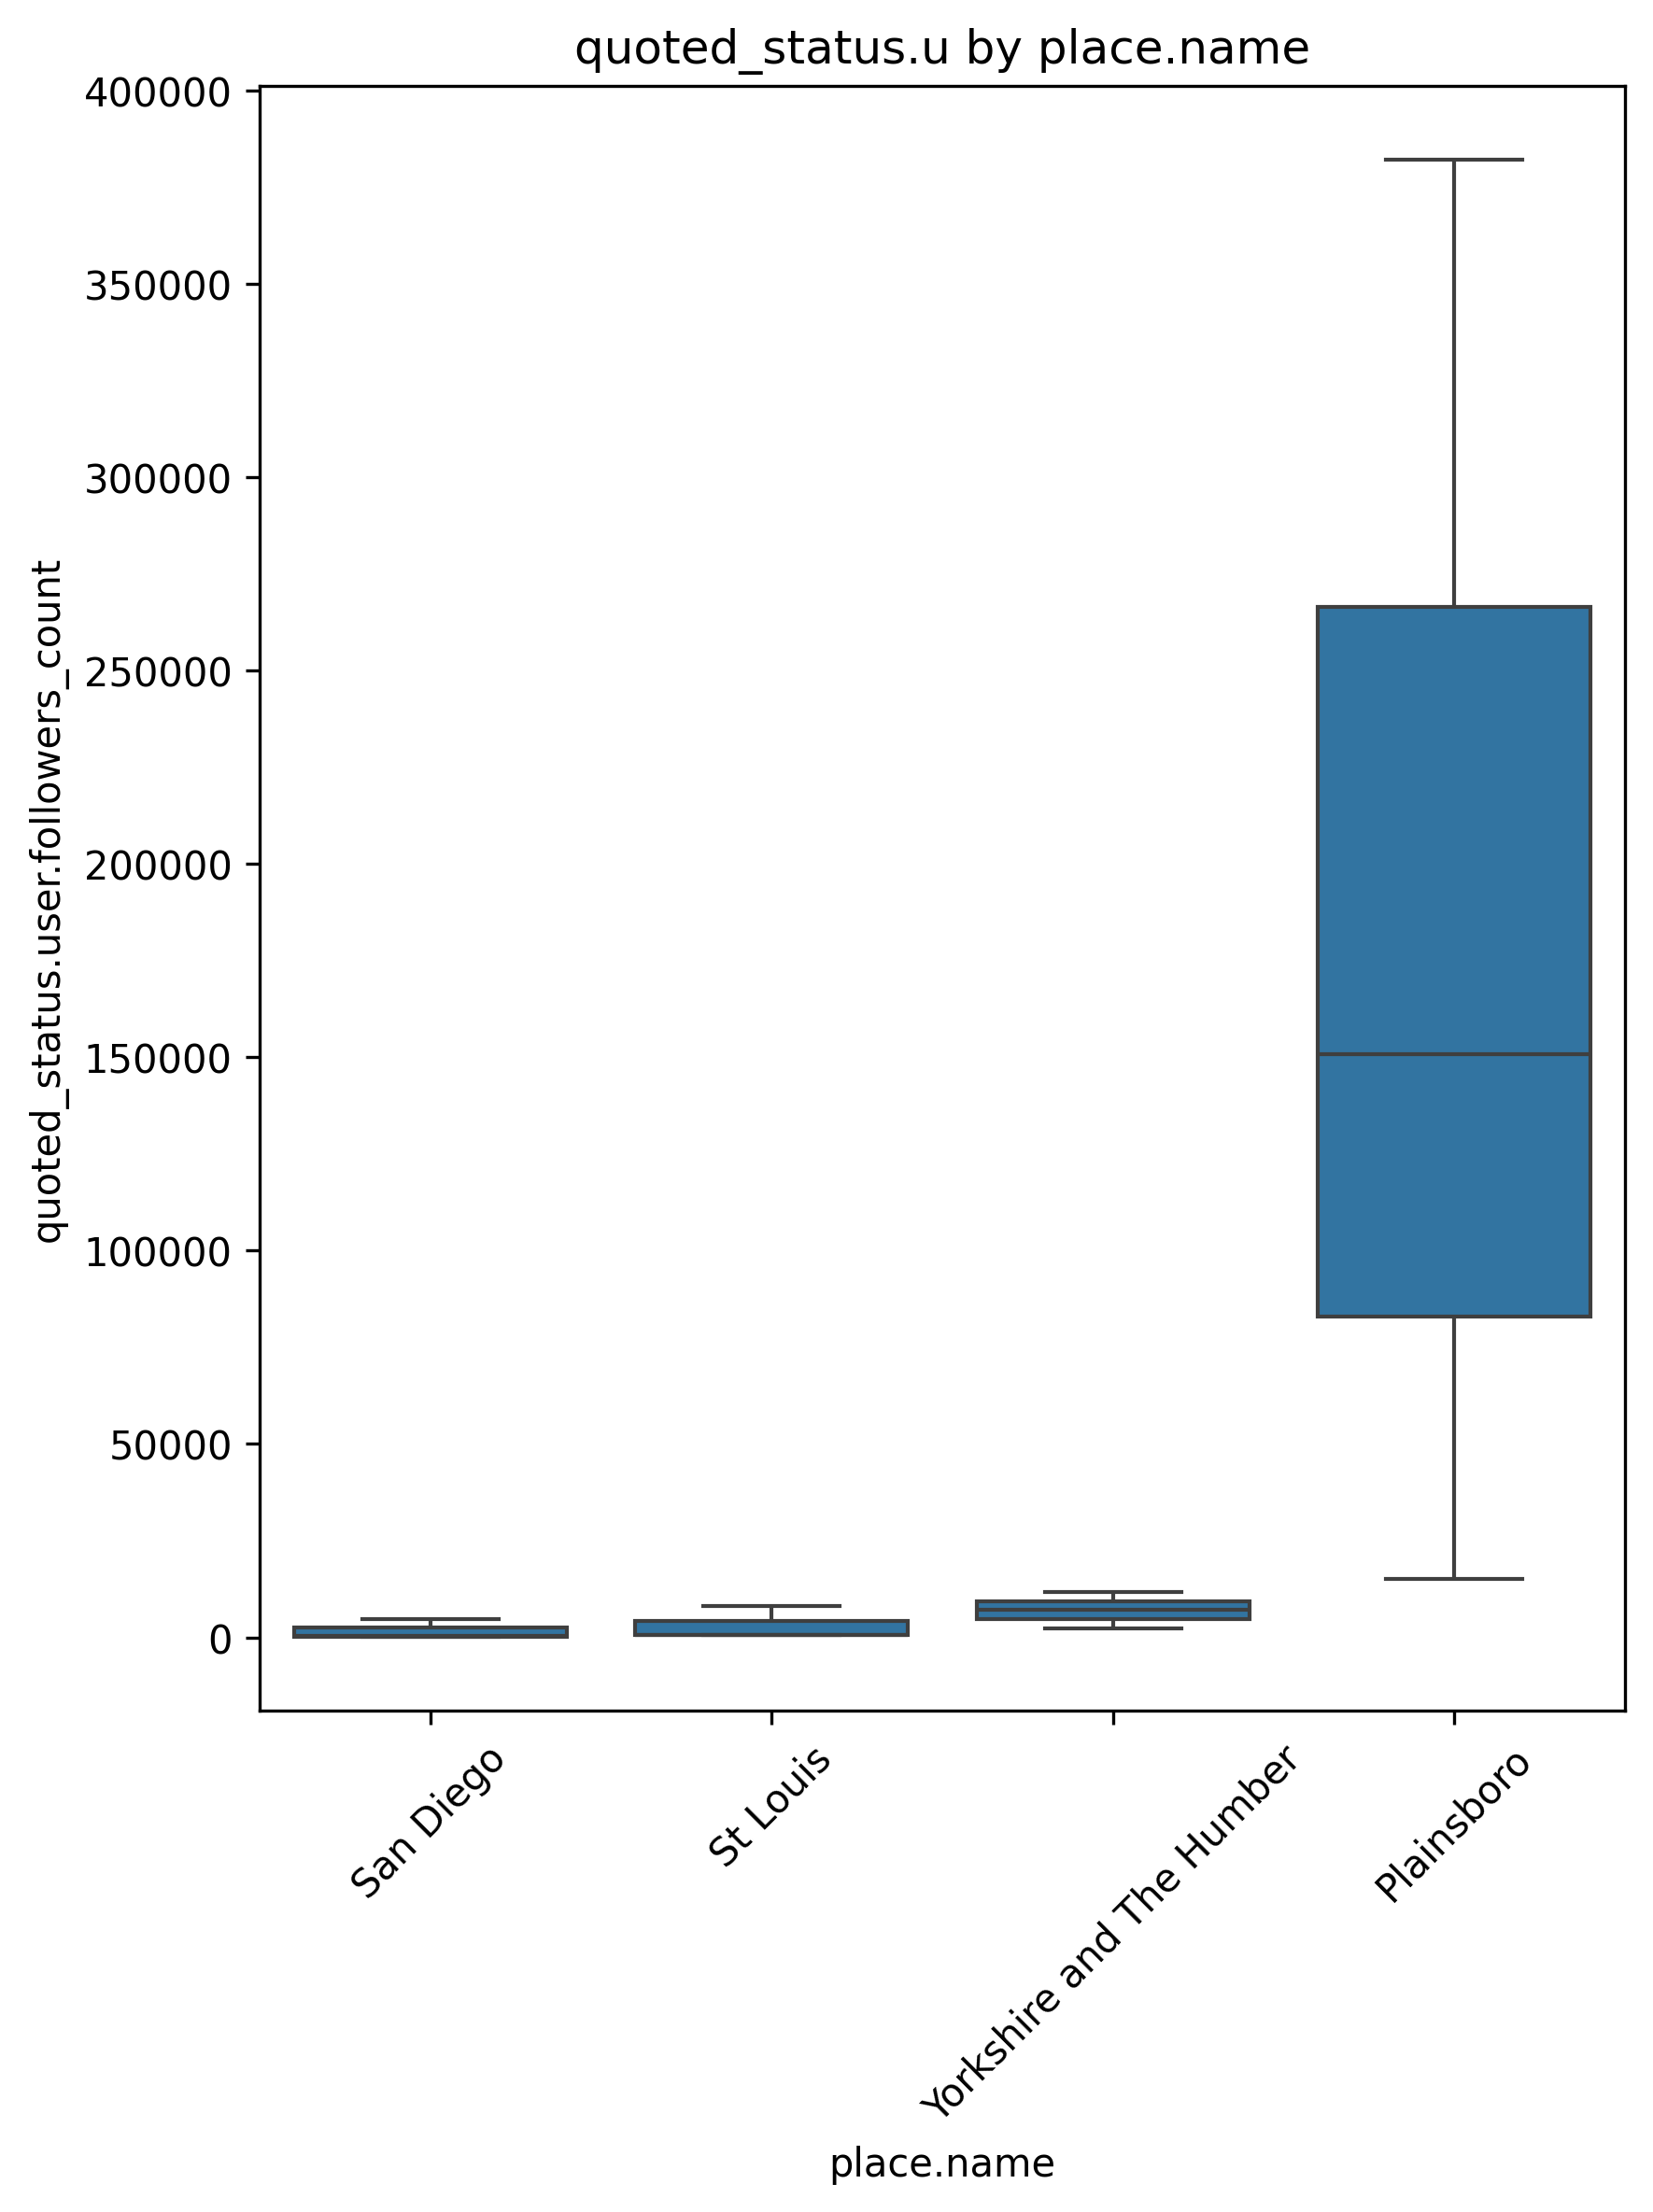 quoted_status.u by place.name
400000
350000
300000
250000
200000
150000
100000
50000
0
quoted_status.user.followers_count
San Diego
St Louis
Yorkshire and The Humber
Plainsboro
place.name